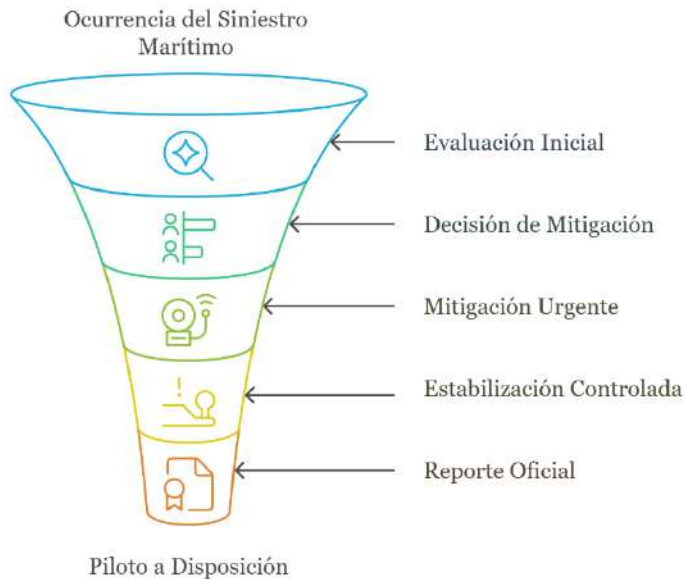 Ocurrencia del Siniestro
Marítimo
Evaluación Inicial
Decisión de Mitigación
Mitigación Urgente
Estabilización Controlada
Reporte Oficial
Piloto a Disposición